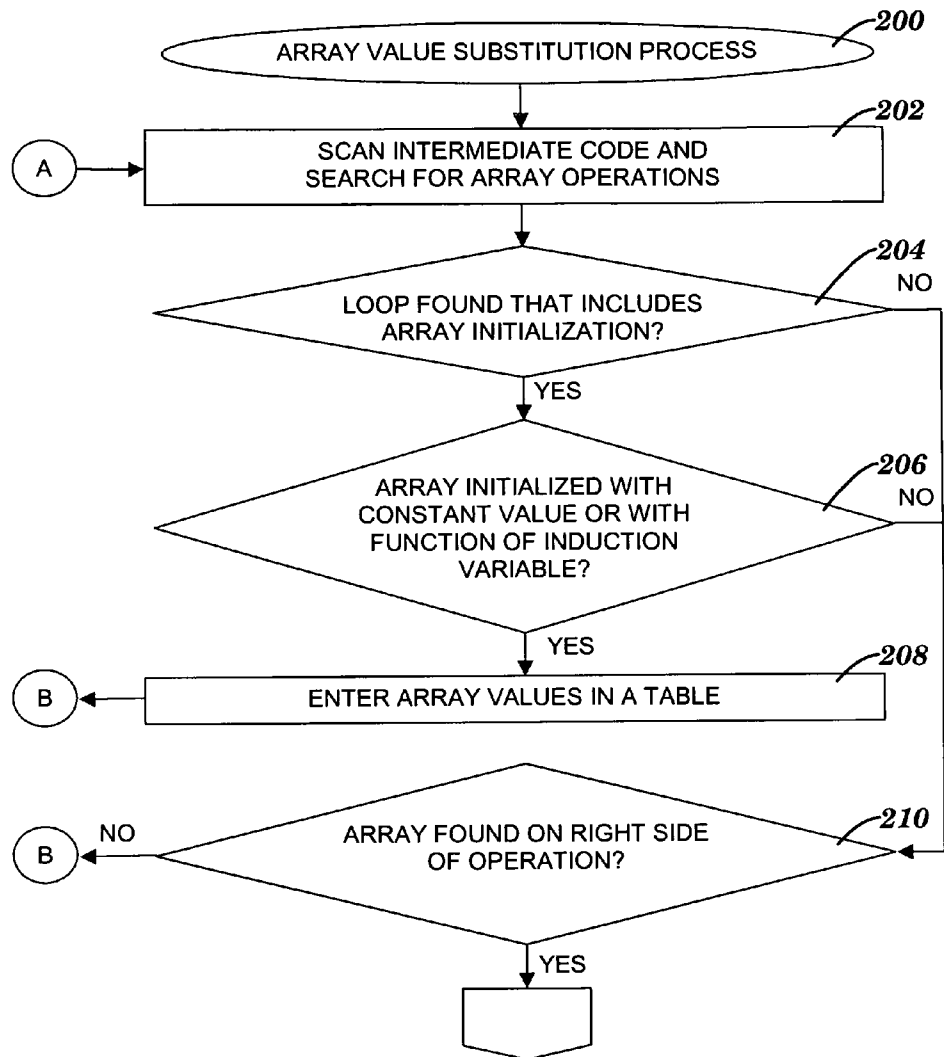 200
ARRAY VALUE SUBSTITUTION PROCESS
202
A
SCAN INTERMEDIATE CODE AND
SEARCH FOR ARRAY OPERATIONS
204
NO
LOOP FOUND THAT INCLUDES
ARRAY INITIALIZATION?
YES
206
NO
ARRAY INITIALIZED WITH
CONSTANT VALUE OR WITH
FUNCTION OF INDUCTION
VARIABLE?
YES
208
B
ENTER ARRAY VALUES IN A TABLE
210
B
NO
ARRAY FOUND ON RIGHT SIDE
OF OPERATION?
YES